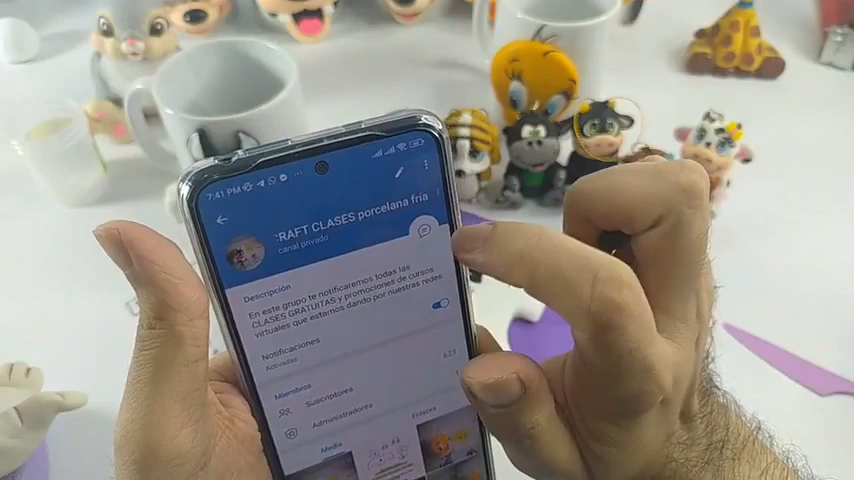 7:41 PM
:RAFT CLASES porcelana fría
canal privado
Descripción
En este grupo te notificaremos todas las
CLASES GRATUITAS y promociones de cursos
virtuales que estamos dando por nuestras redes
Notificaciones
Activadas
Miembros
Suscriptores
623
Administradores
Media
Enlaces